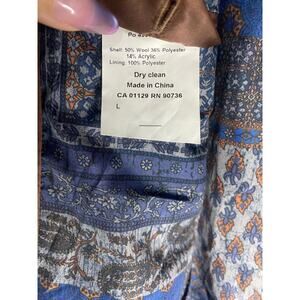 Shell: 50% Wool 36% Polyester
14% Acrylic
Lining: 100% Polyester
Dry clean
Made in China
CA 01129 RN 90736
L